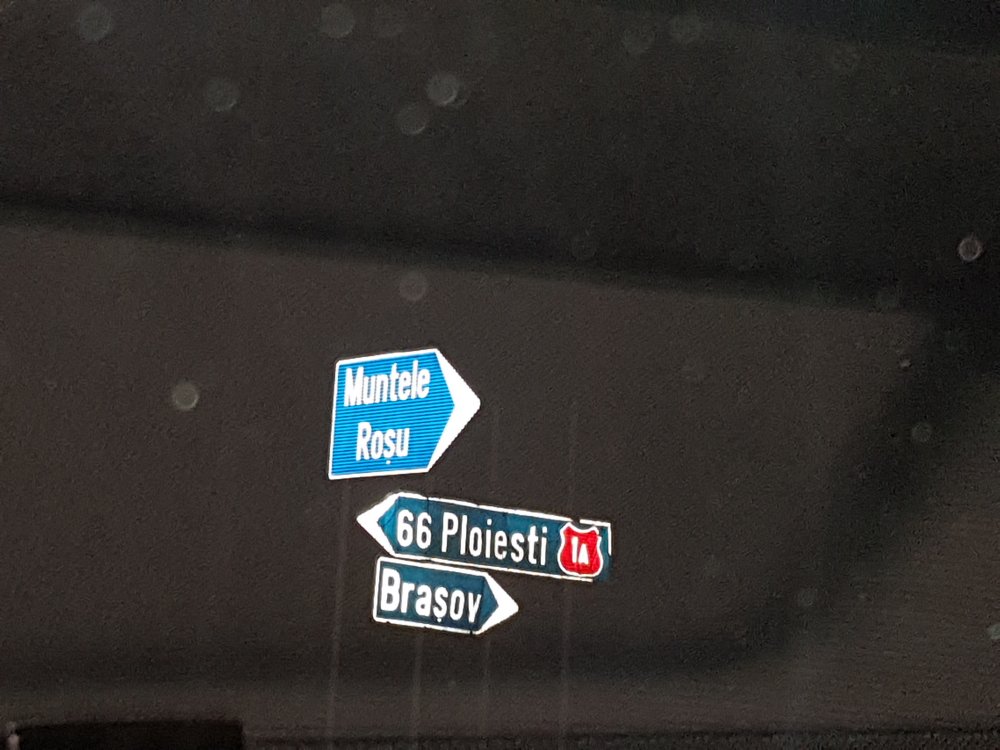 Muntele
Roșu
66 Ploiesti 1A
Brașov